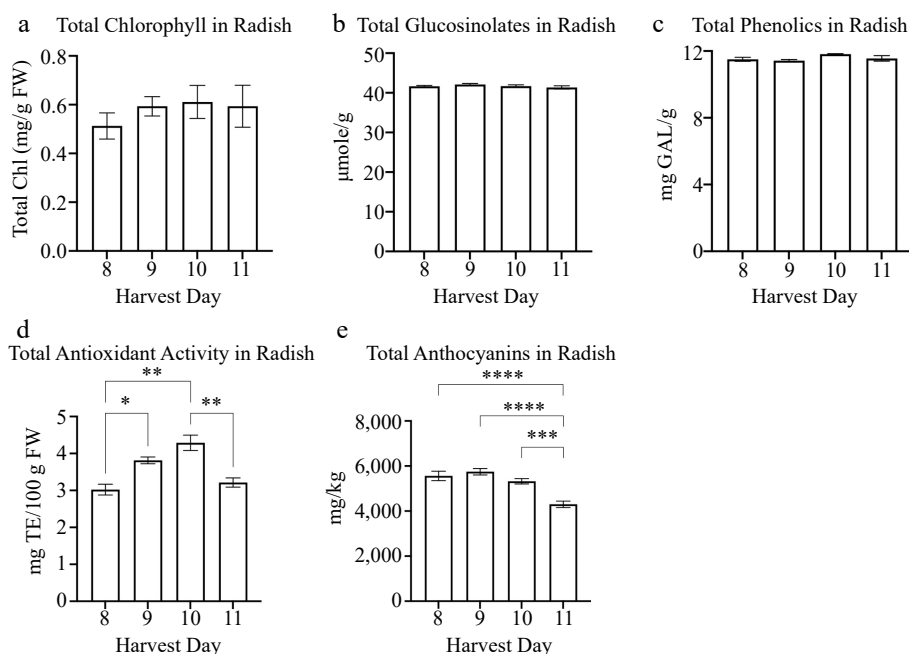 a Total Chlorophyll in Radish
Total Chl (mg/g FW)
0.8
0.6
0.4
0.2
0.0
8 9 10 11
Harvest Day
b Total Glucosinolates in Radish
μmole/g
50
40
30
20
10
0
8 9 10 11
Harvest Day
c Total Phenolics in Radish
mg GAL/g
12
8
4
0
8 9 10 11
Harvest Day
d
Total Antioxidant Activity in Radish
**
* **
mg TE/100 g FW
5
4
3
2
1
0
8 9 10 11
Harvest Day
e
Total Anthocyanins in Radish
****
****
***
mg/kg
8,000
6,000
4,000
2,000
0
8 9 10 11
Harvest Day